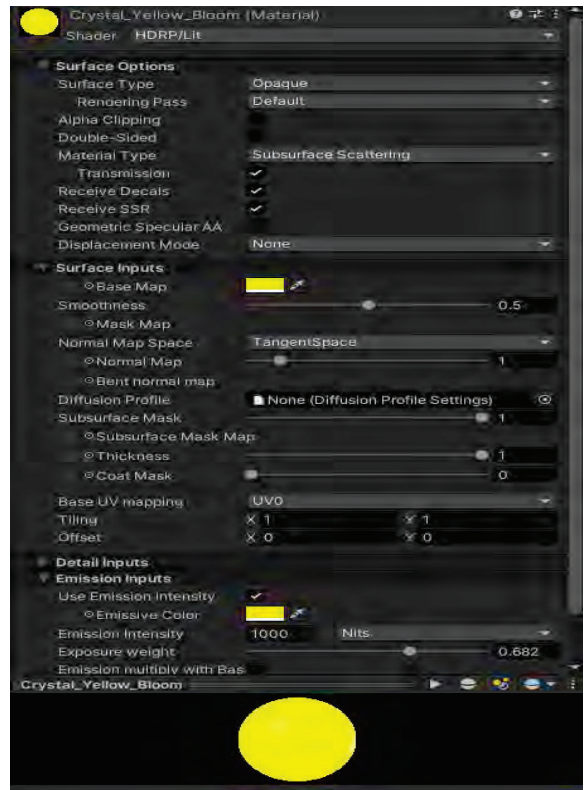 Crystal_Yellow_Bloom (Material)
Shader HDRP/Lit
Surface Options
Surface Type Opaque
Rendering Pass Default
Alpha Clipping
Double-Sided
Material Type Subsurface Scattering
Transmission
Receive Decals
Receive SSR
Geometric Specular AA
Displacement Mode None
Surface Inputs
Base Map
Smoothness 0.5
Mask Map
Normal Map Space TangentSpace
Normal Map 1
Bent normal map
Diffusion Profile None (Diffusion Profile Settings)
Subsurface Mask 1
Subsurface Mask Map
Thickness 1
Coat Mask 0
Base UV mapping UV0
Tiling X 1 Y 1
Offset X 0 Y 0
Detail Inputs
Emission Inputs
Use Emission Intensity
Emissive Color
Emission Intensity 1000 Nits
Exposure weight 0.682
Emission multiply with Bas
Crystal_Yellow_Bloom